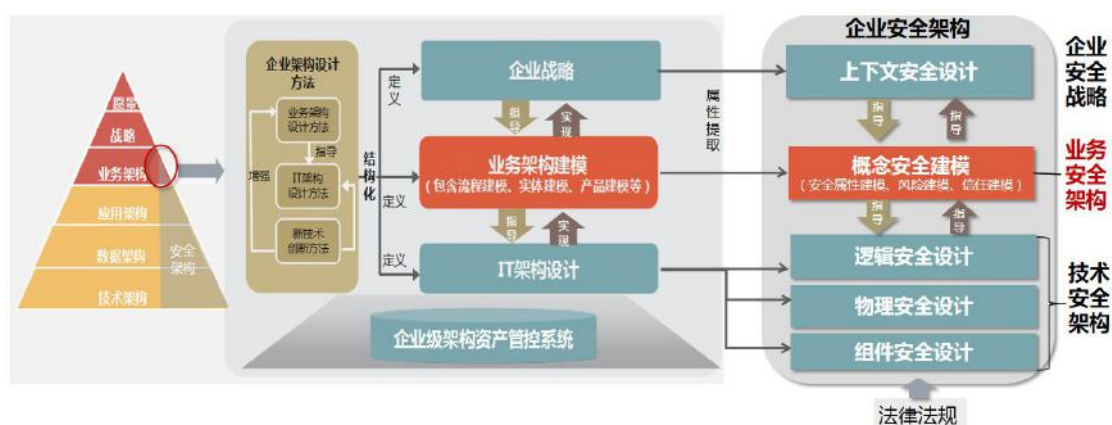 愿景
战略
业务架构
应用架构
数据架构
技术架构
安全
架构
企业架构设计
方法
业务架构
设计方法
指导
IT架构
设计方法
新技术
创新方法
增强
结构化
定义
定义
定义
企业战略
指导
实现
业务架构建模
（包含流程建模、实体建模、产品建模等）
指导
实现
IT架构设计
企业级架构资产管控系统
属性提取
企业安全架构
上下文安全设计
指导
指导
概念安全建模
（安全属性建模、风险建模、信任建模）
指导
指导
逻辑安全设计
物理安全设计
组件安全设计
法律法规
企业
安全
战略
业务
安全
架构
技术
安全
架构